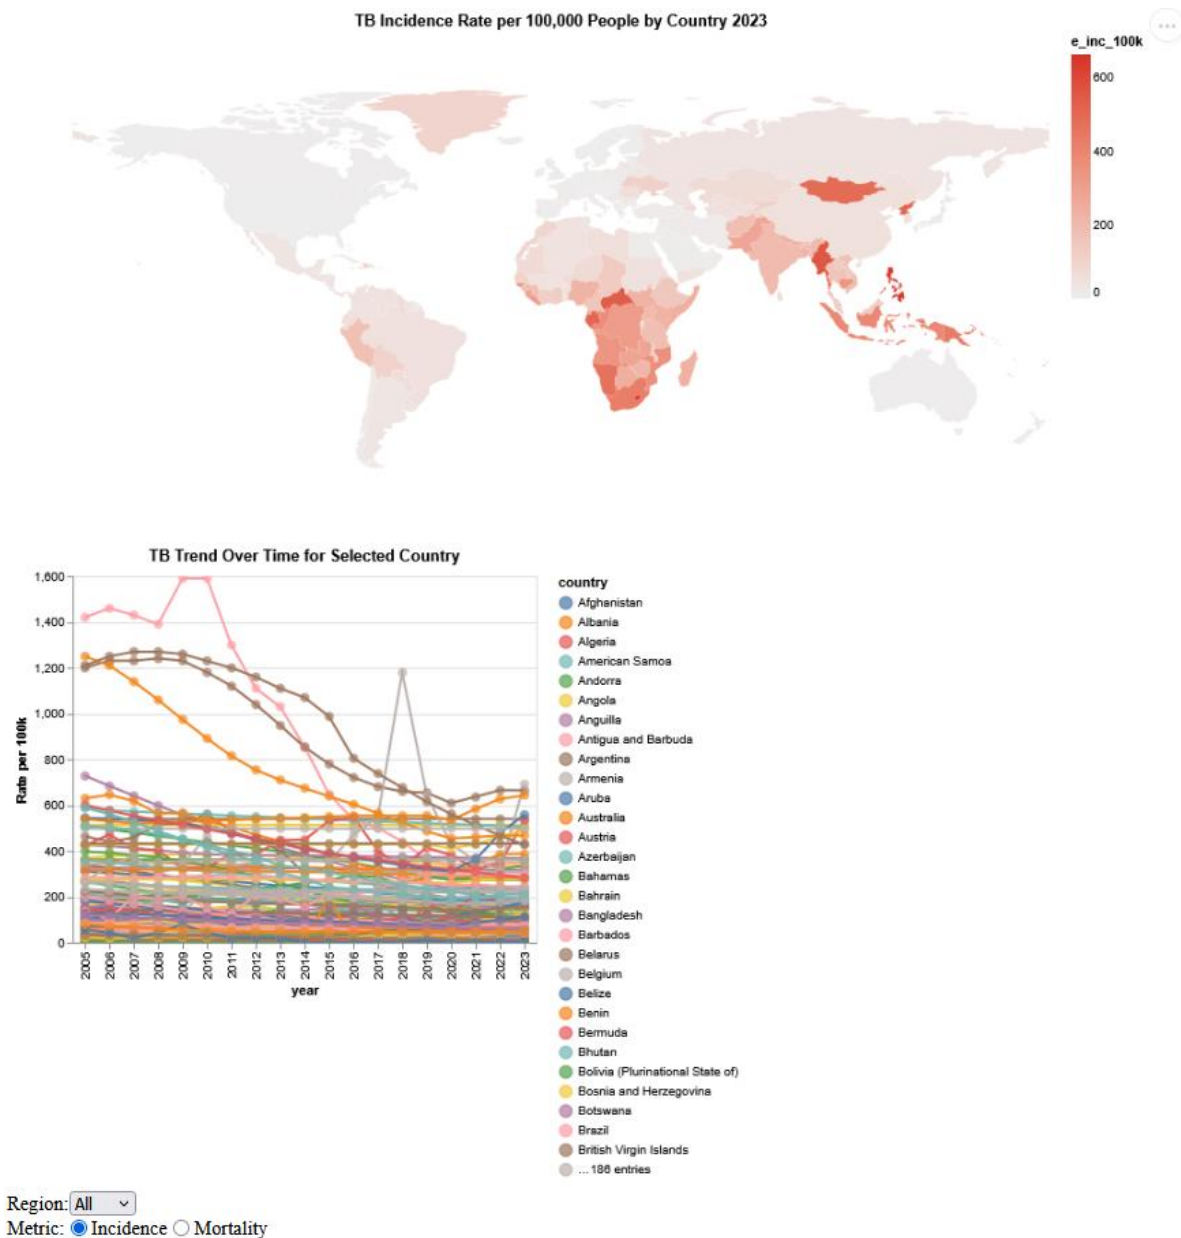 TB Incidence Rate per 100,000 People by Country 2023
e_inc_100k
600
400
200
0
TB Trend Over Time for Selected Country
1,600
1,400
1,200
1,000
800
600
400
200
0
Rate per 100k
2005 2006 2007 2008 2009 2010 2011 2012 2013 2014 2015 2016 2017 2018 2019 2020 2021 2022 2023
year
country
Afghanistan
Albania
Algeria
American Samoa
Andorra
Angola
Anguilla
Antigua and Barbuda
Argentina
Armenia
Aruba
Australia
Austria
Azerbaijan
Bahamas
Bahrain
Bangladesh
Barbados
Belarus
Belgium
Belize
Benin
Bermuda
Bhutan
Bolivia (Plurinational State of)
Bosnia and Herzegovina
Botswana
Brazil
British Virgin Islands
... 186 entries
Region: All
Metric: Incidence Mortality